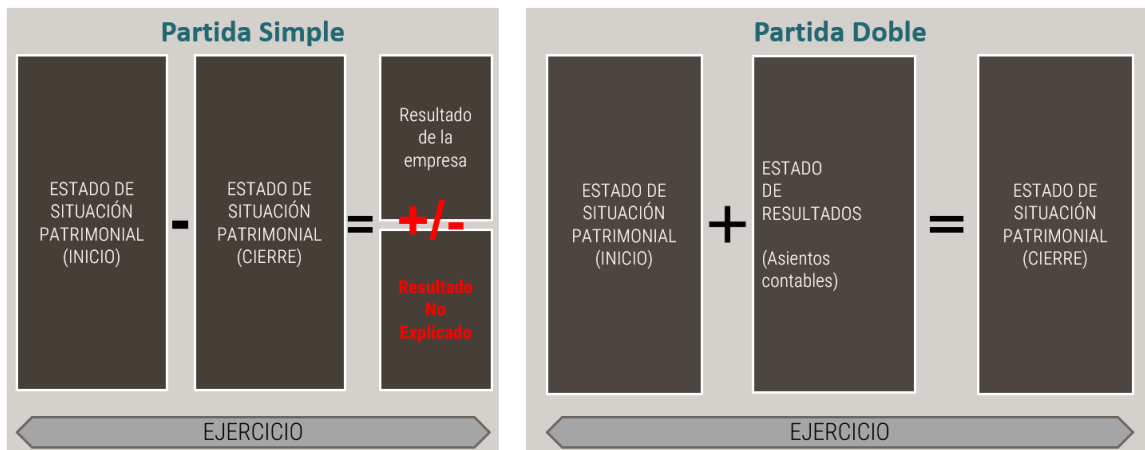 Partida Simple
ESTADO DE
SITUACIÓN
PATRIMONIAL
(INICIO)
-
ESTADO DE
SITUACIÓN
PATRIMONIAL
(CIERRE)
=
Resultado
de la
empresa
+/-
Resultado
No
Explicado
EJERCICIO
Partida Doble
ESTADO DE
SITUACIÓN
PATRIMONIAL
(INICIO)
+
ESTADO
DE
RESULTADOS
(Asientos
contables)
=
ESTADO DE
SITUACIÓN
PATRIMONIAL
(CIERRE)
EJERCICIO